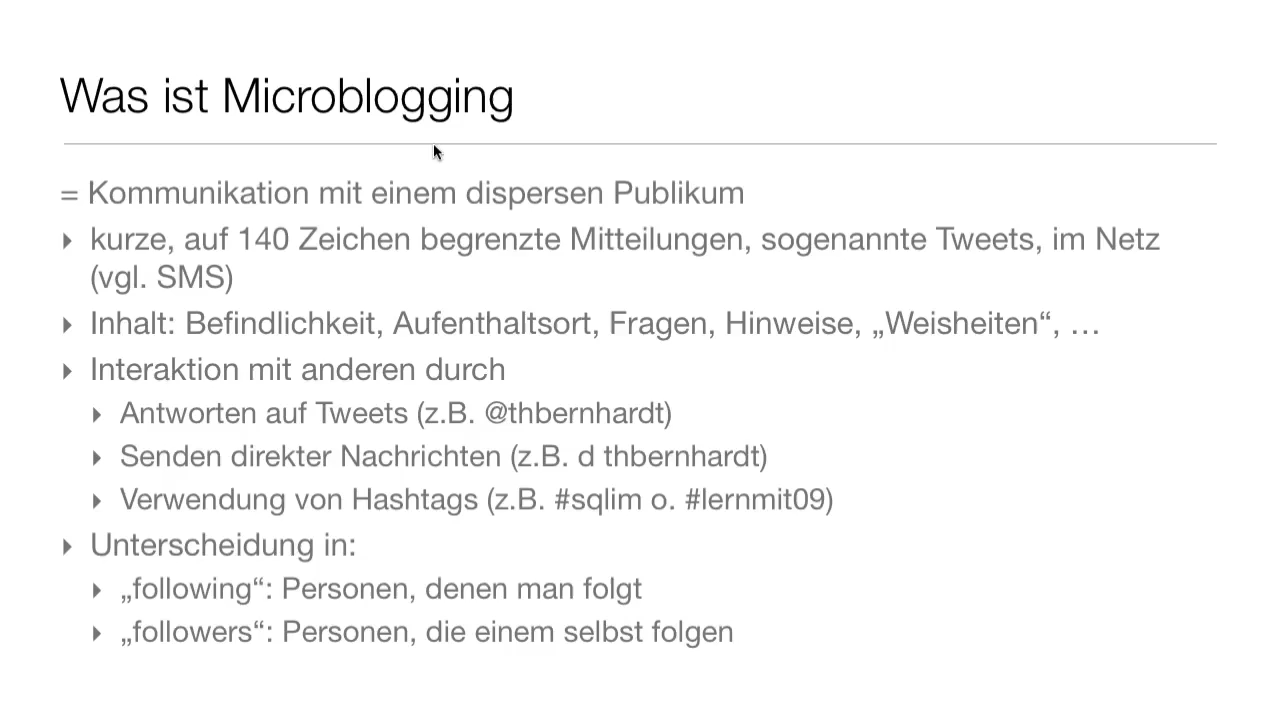 Was ist Microblogging
= Kommunikation mit einem dispersen Publikum
‣ kurze, auf 140 Zeichen begrenzte Mitteilungen, sogenannte Tweets, im Netz
(vgl. SMS)
‣ Inhalt: Befindlichkeit, Aufenthaltsort, Fragen, Hinweise, „Weisheiten“, …
‣ Interaktion mit anderen durch
‣ Antworten auf Tweets (z.B. @thbernhardt)
‣ Senden direkter Nachrichten (z.B. d thbernhardt)
‣ Verwendung von Hashtags (z.B. #sqlim o. #lernmit09)
‣ Unterscheidung in:
‣ „following“: Personen, denen man folgt
‣ „followers“: Personen, die einem selbst folgen